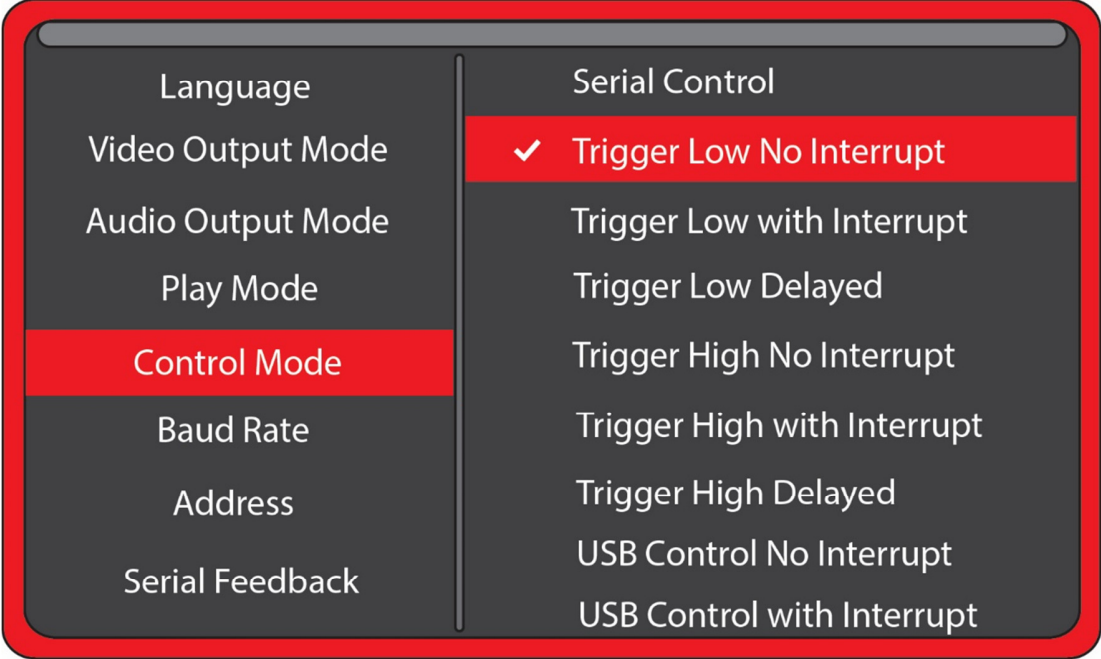 Language
Video Output Mode
Audio Output Mode
Play Mode
Control Mode
Baud Rate
Address
Serial Feedback
Serial Control
✓ Trigger Low No Interrupt
Trigger Low with Interrupt
Trigger Low Delayed
Trigger High No Interrupt
Trigger High with Interrupt
Trigger High Delayed
USB Control No Interrupt
USB Control with Interrupt